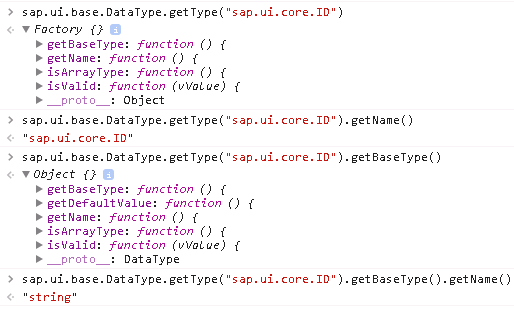 > sap.ui.base.DataType.getType("sap.ui.core.ID")
< ▼ Factory {} i
▶ getBaseType: function () {
▶ getName: function () {
▶ isArrayType: function () {
▶ isValid: function (vValue) {
▶ __proto__: Object
> sap.ui.base.DataType.getType("sap.ui.core.ID").getName()
< "sap.ui.core.ID"
> sap.ui.base.DataType.getType("sap.ui.core.ID").getBaseType()
< ▼ Object {} i
▶ getBaseType: function () {
▶ getDefaultValue: function () {
▶ getName: function () {
▶ isArrayType: function () {
▶ isValid: function (vValue) {
▶ __proto__: DataType
> sap.ui.base.DataType.getType("sap.ui.core.ID").getBaseType().getName()
< "string"